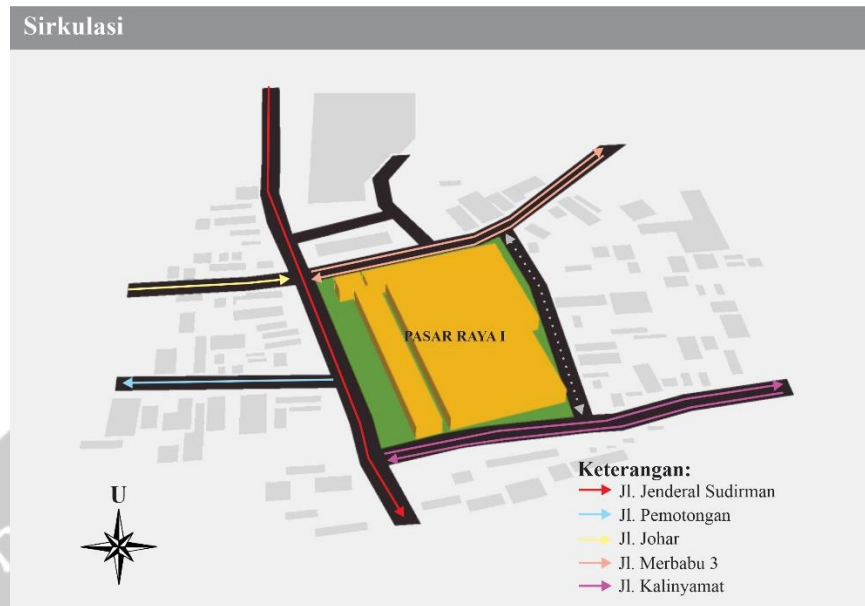 Sirkulasi
PASAR RAYA I
U
Keterangan:
Jl. Jenderal Sudirman
Jl. Pemotongan
Jl. Johar
Jl. Merbabu 3
Jl. Kalinyamat